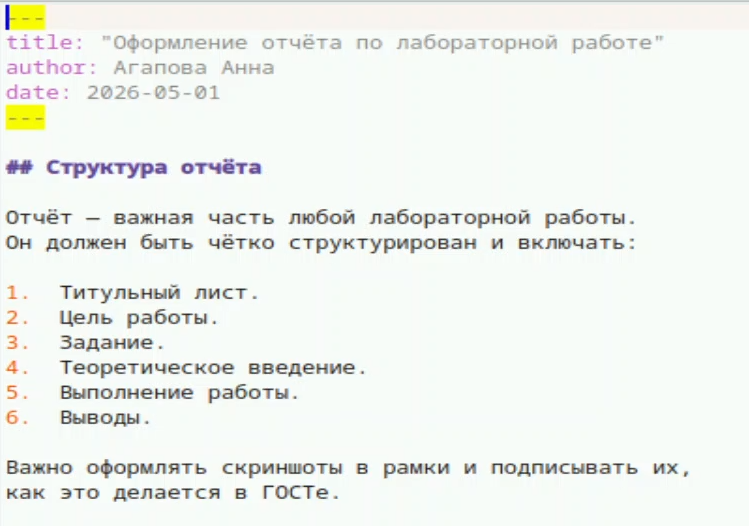 ---
title: "Оформление отчёта по лабораторной работе"
author: Агапова Анна
date: 2026-05-01
---
## Структура отчёта
Отчёт — важная часть любой лабораторной работы.
Он должен быть чётко структурирован и включать:
1. Титульный лист.
2. Цель работы.
3. Задание.
4. Теоретическое введение.
5. Выполнение работы.
6. Выводы.
Важно оформлять скриншоты в рамки и подписывать их,
как это делается в ГОСТе.